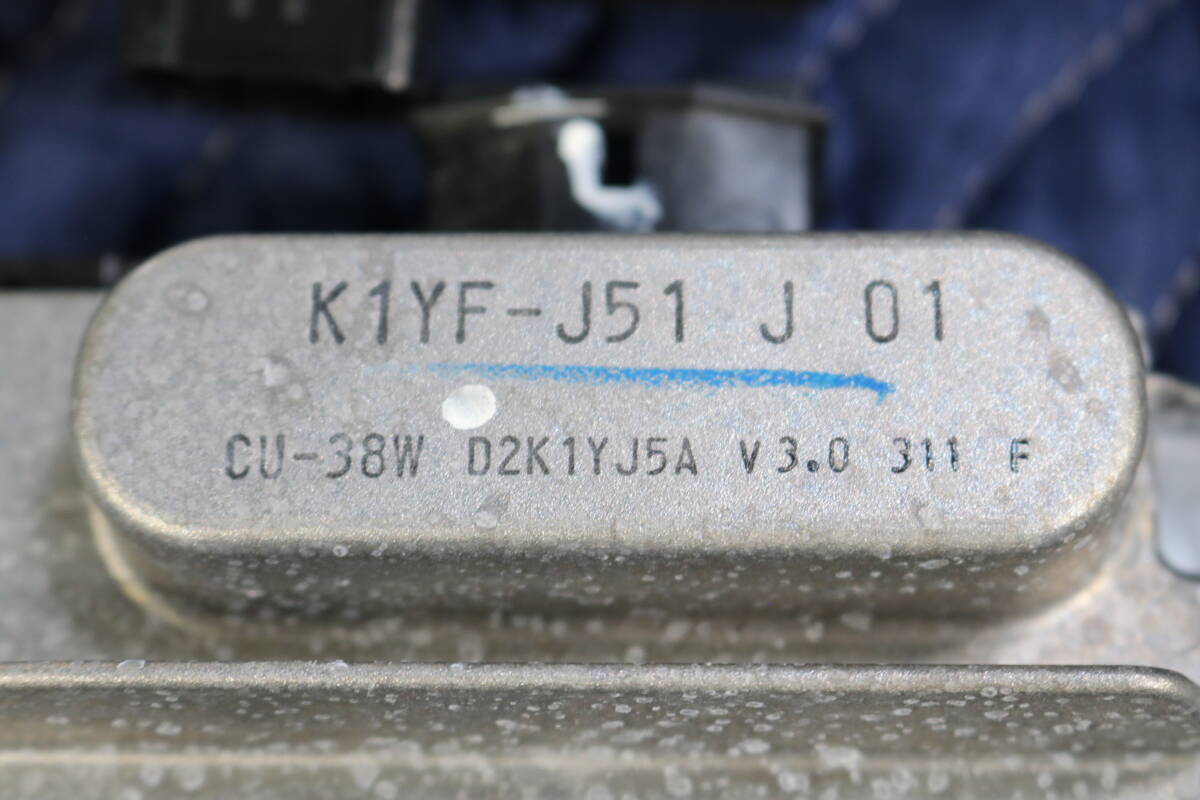 K1YF-J51 J 01
CU-38W D2K1YJ5A V3.0 311 F